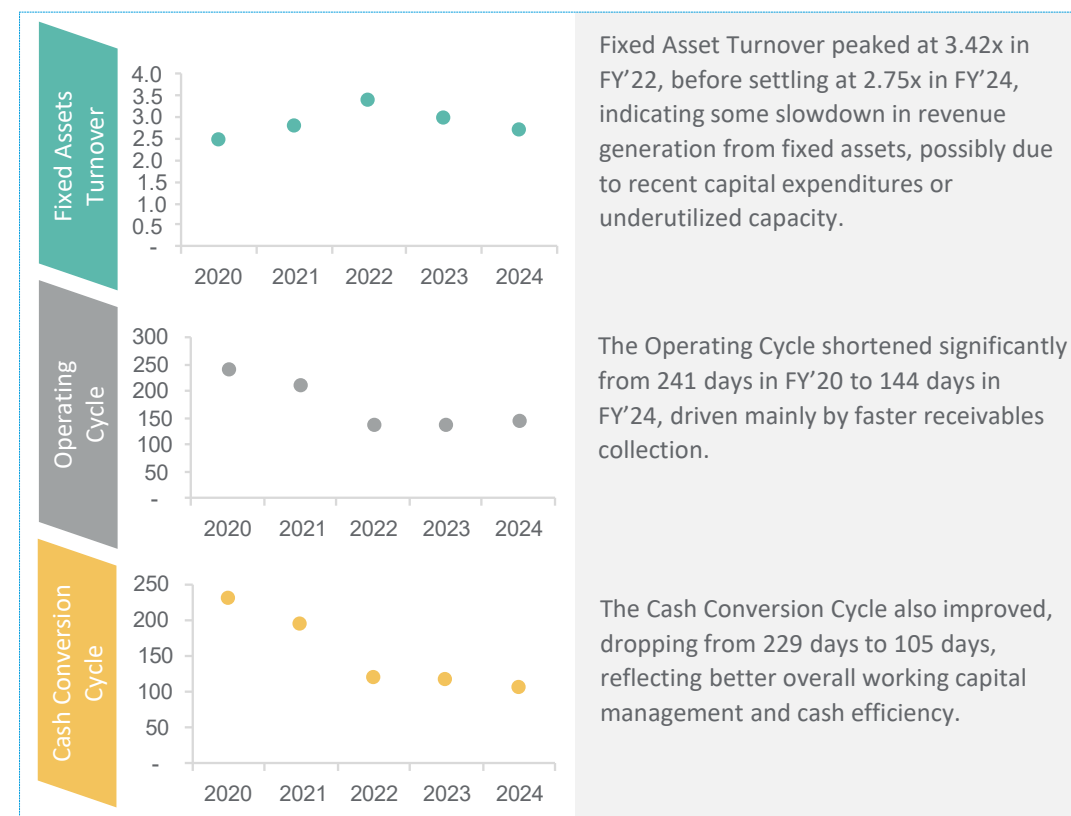 Fixed Assets
Turnover
4.0
3.5
3.0
2.5
2.0
1.5
1.0
0.5
-
2020 2021 2022 2023 2024
Fixed Asset Turnover peaked at 3.42x in
FY’22, before settling at 2.75x in FY’24,
indicating some slowdown in revenue
generation from fixed assets, possibly due
to recent capital expenditures or
underutilized capacity.
Operating
Cycle
300
250
200
150
100
50
-
2020 2021 2022 2023 2024
The Operating Cycle shortened significantly
from 241 days in FY’20 to 144 days in
FY’24, driven mainly by faster receivables
collection.
Cash Conversion
Cycle
250
200
150
100
50
-
2020 2021 2022 2023 2024
The Cash Conversion Cycle also improved,
dropping from 229 days to 105 days,
reflecting better overall working capital
management and cash efficiency.